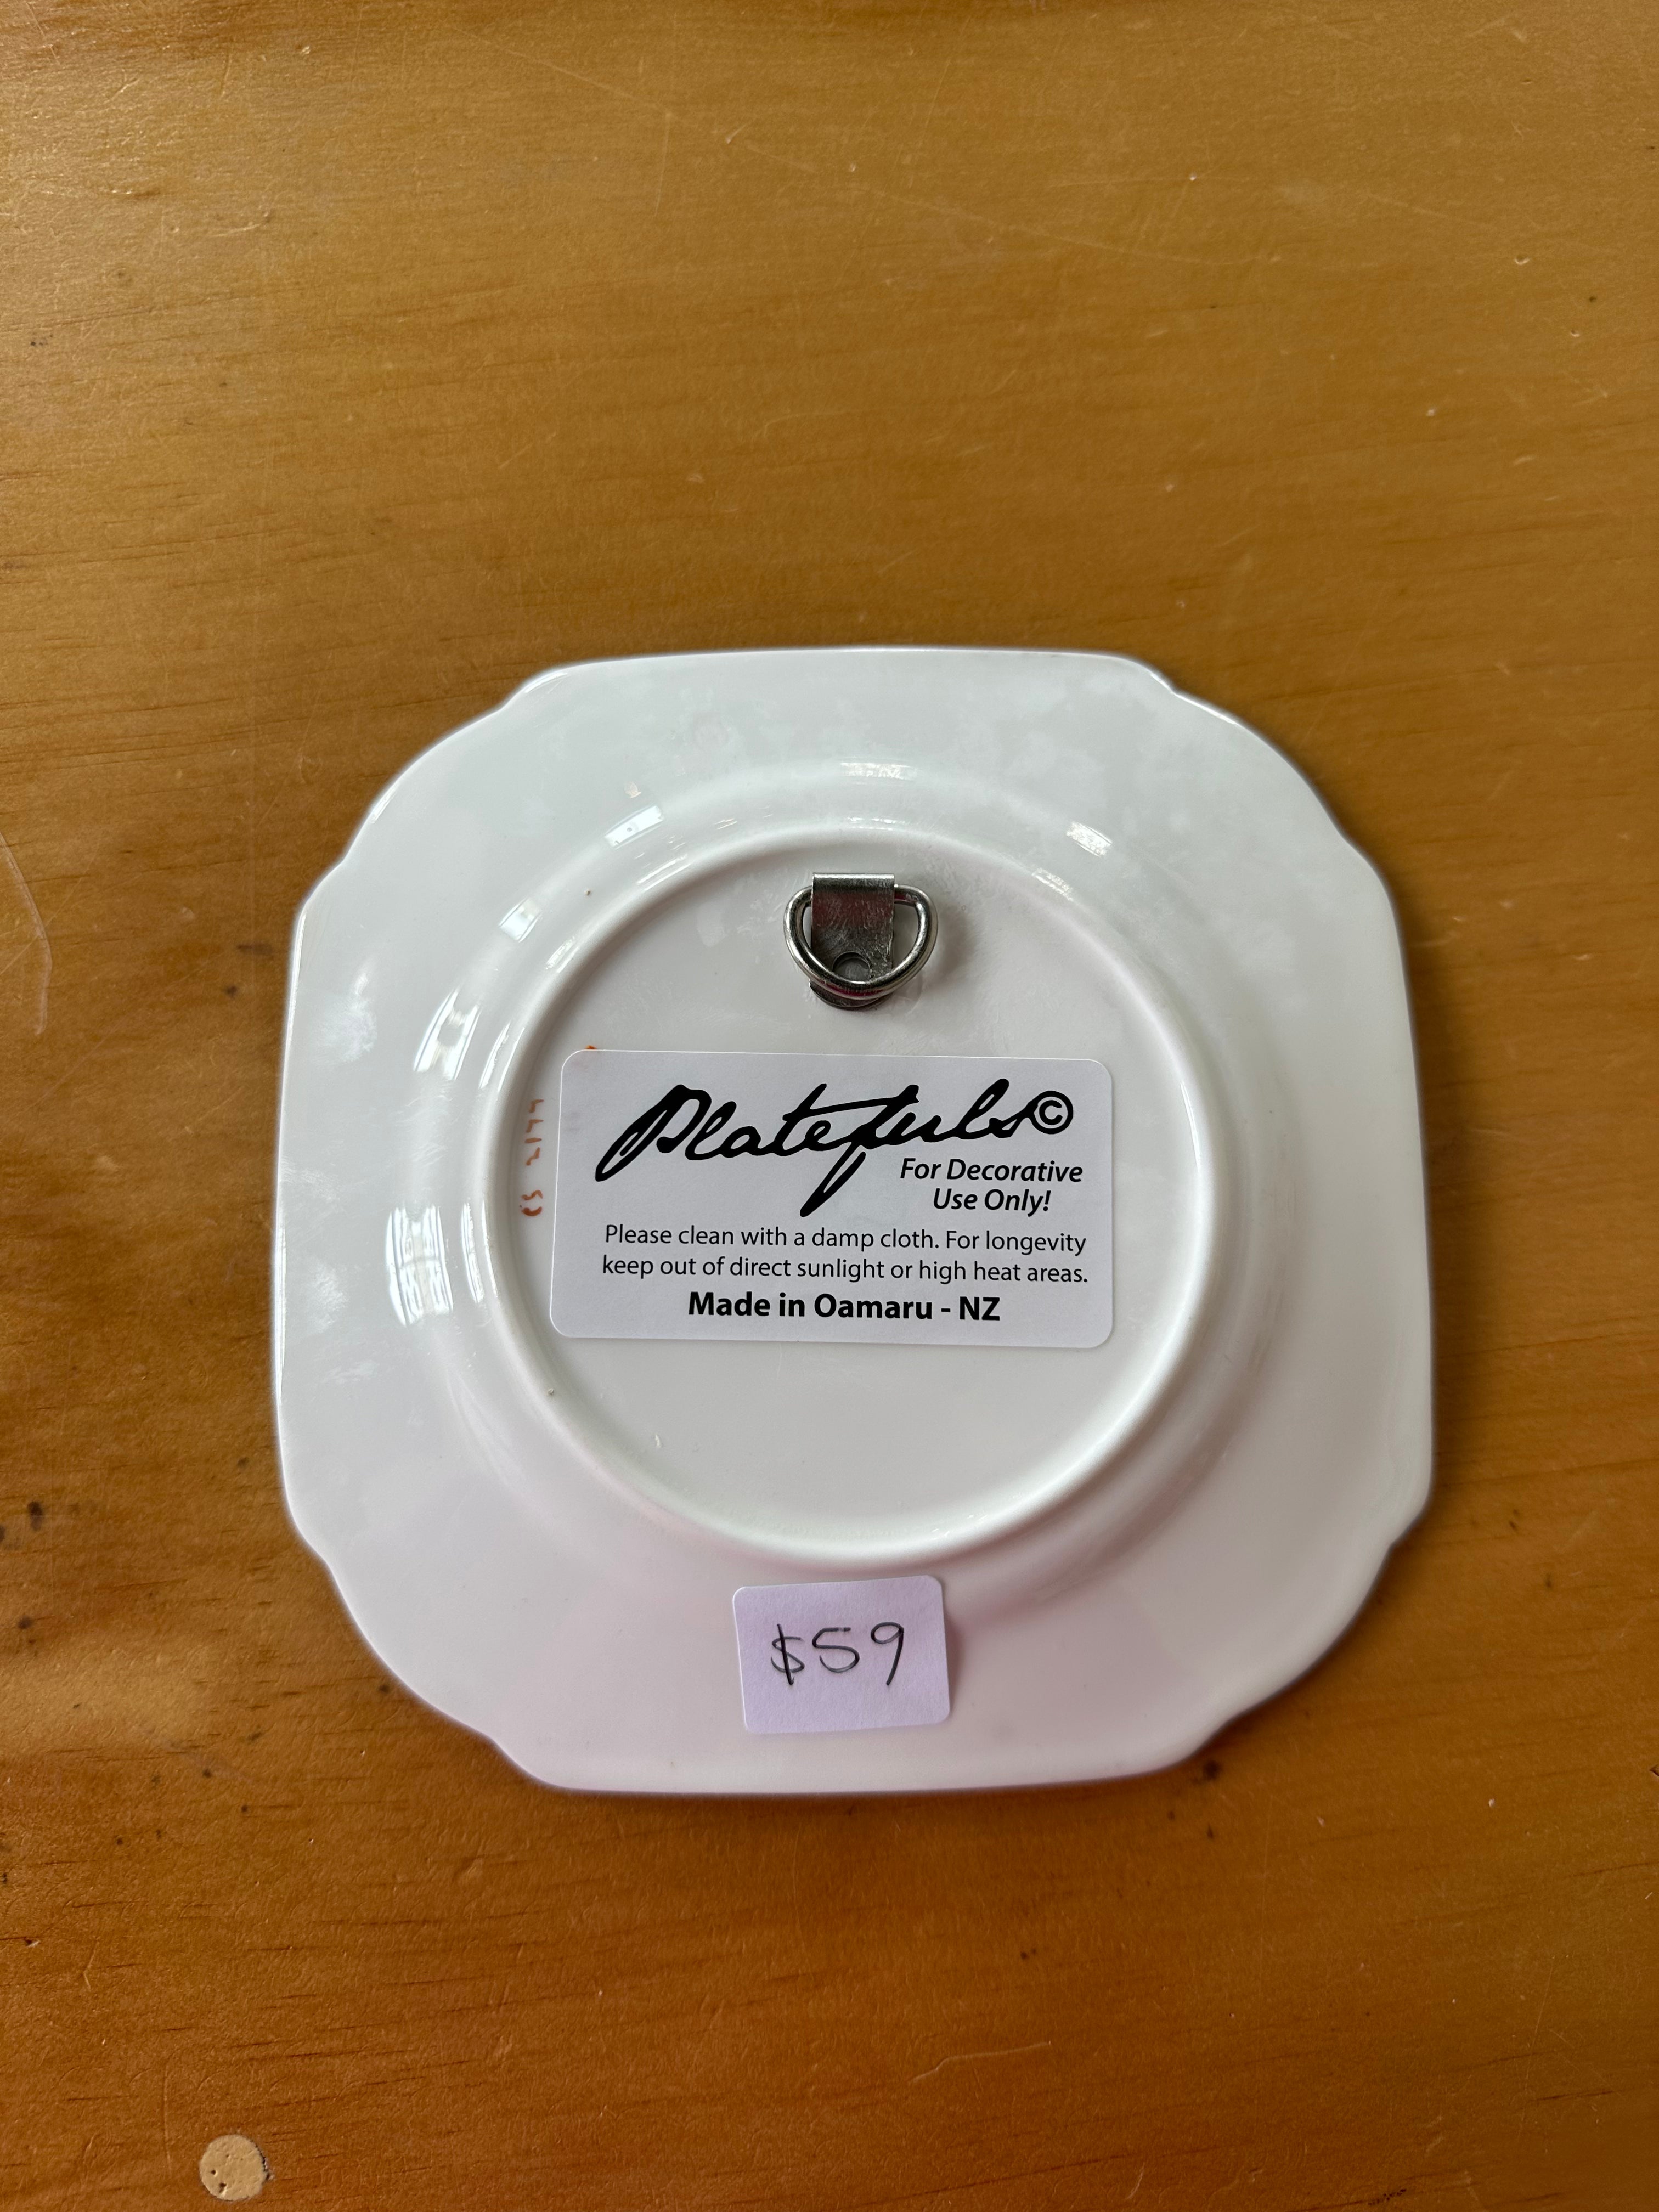 Platefuls©
For Decorative
Use Only!
Please clean with a damp cloth. For longevity
keep out of direct sunlight or high heat areas.
Made in Oamaru - NZ
$59